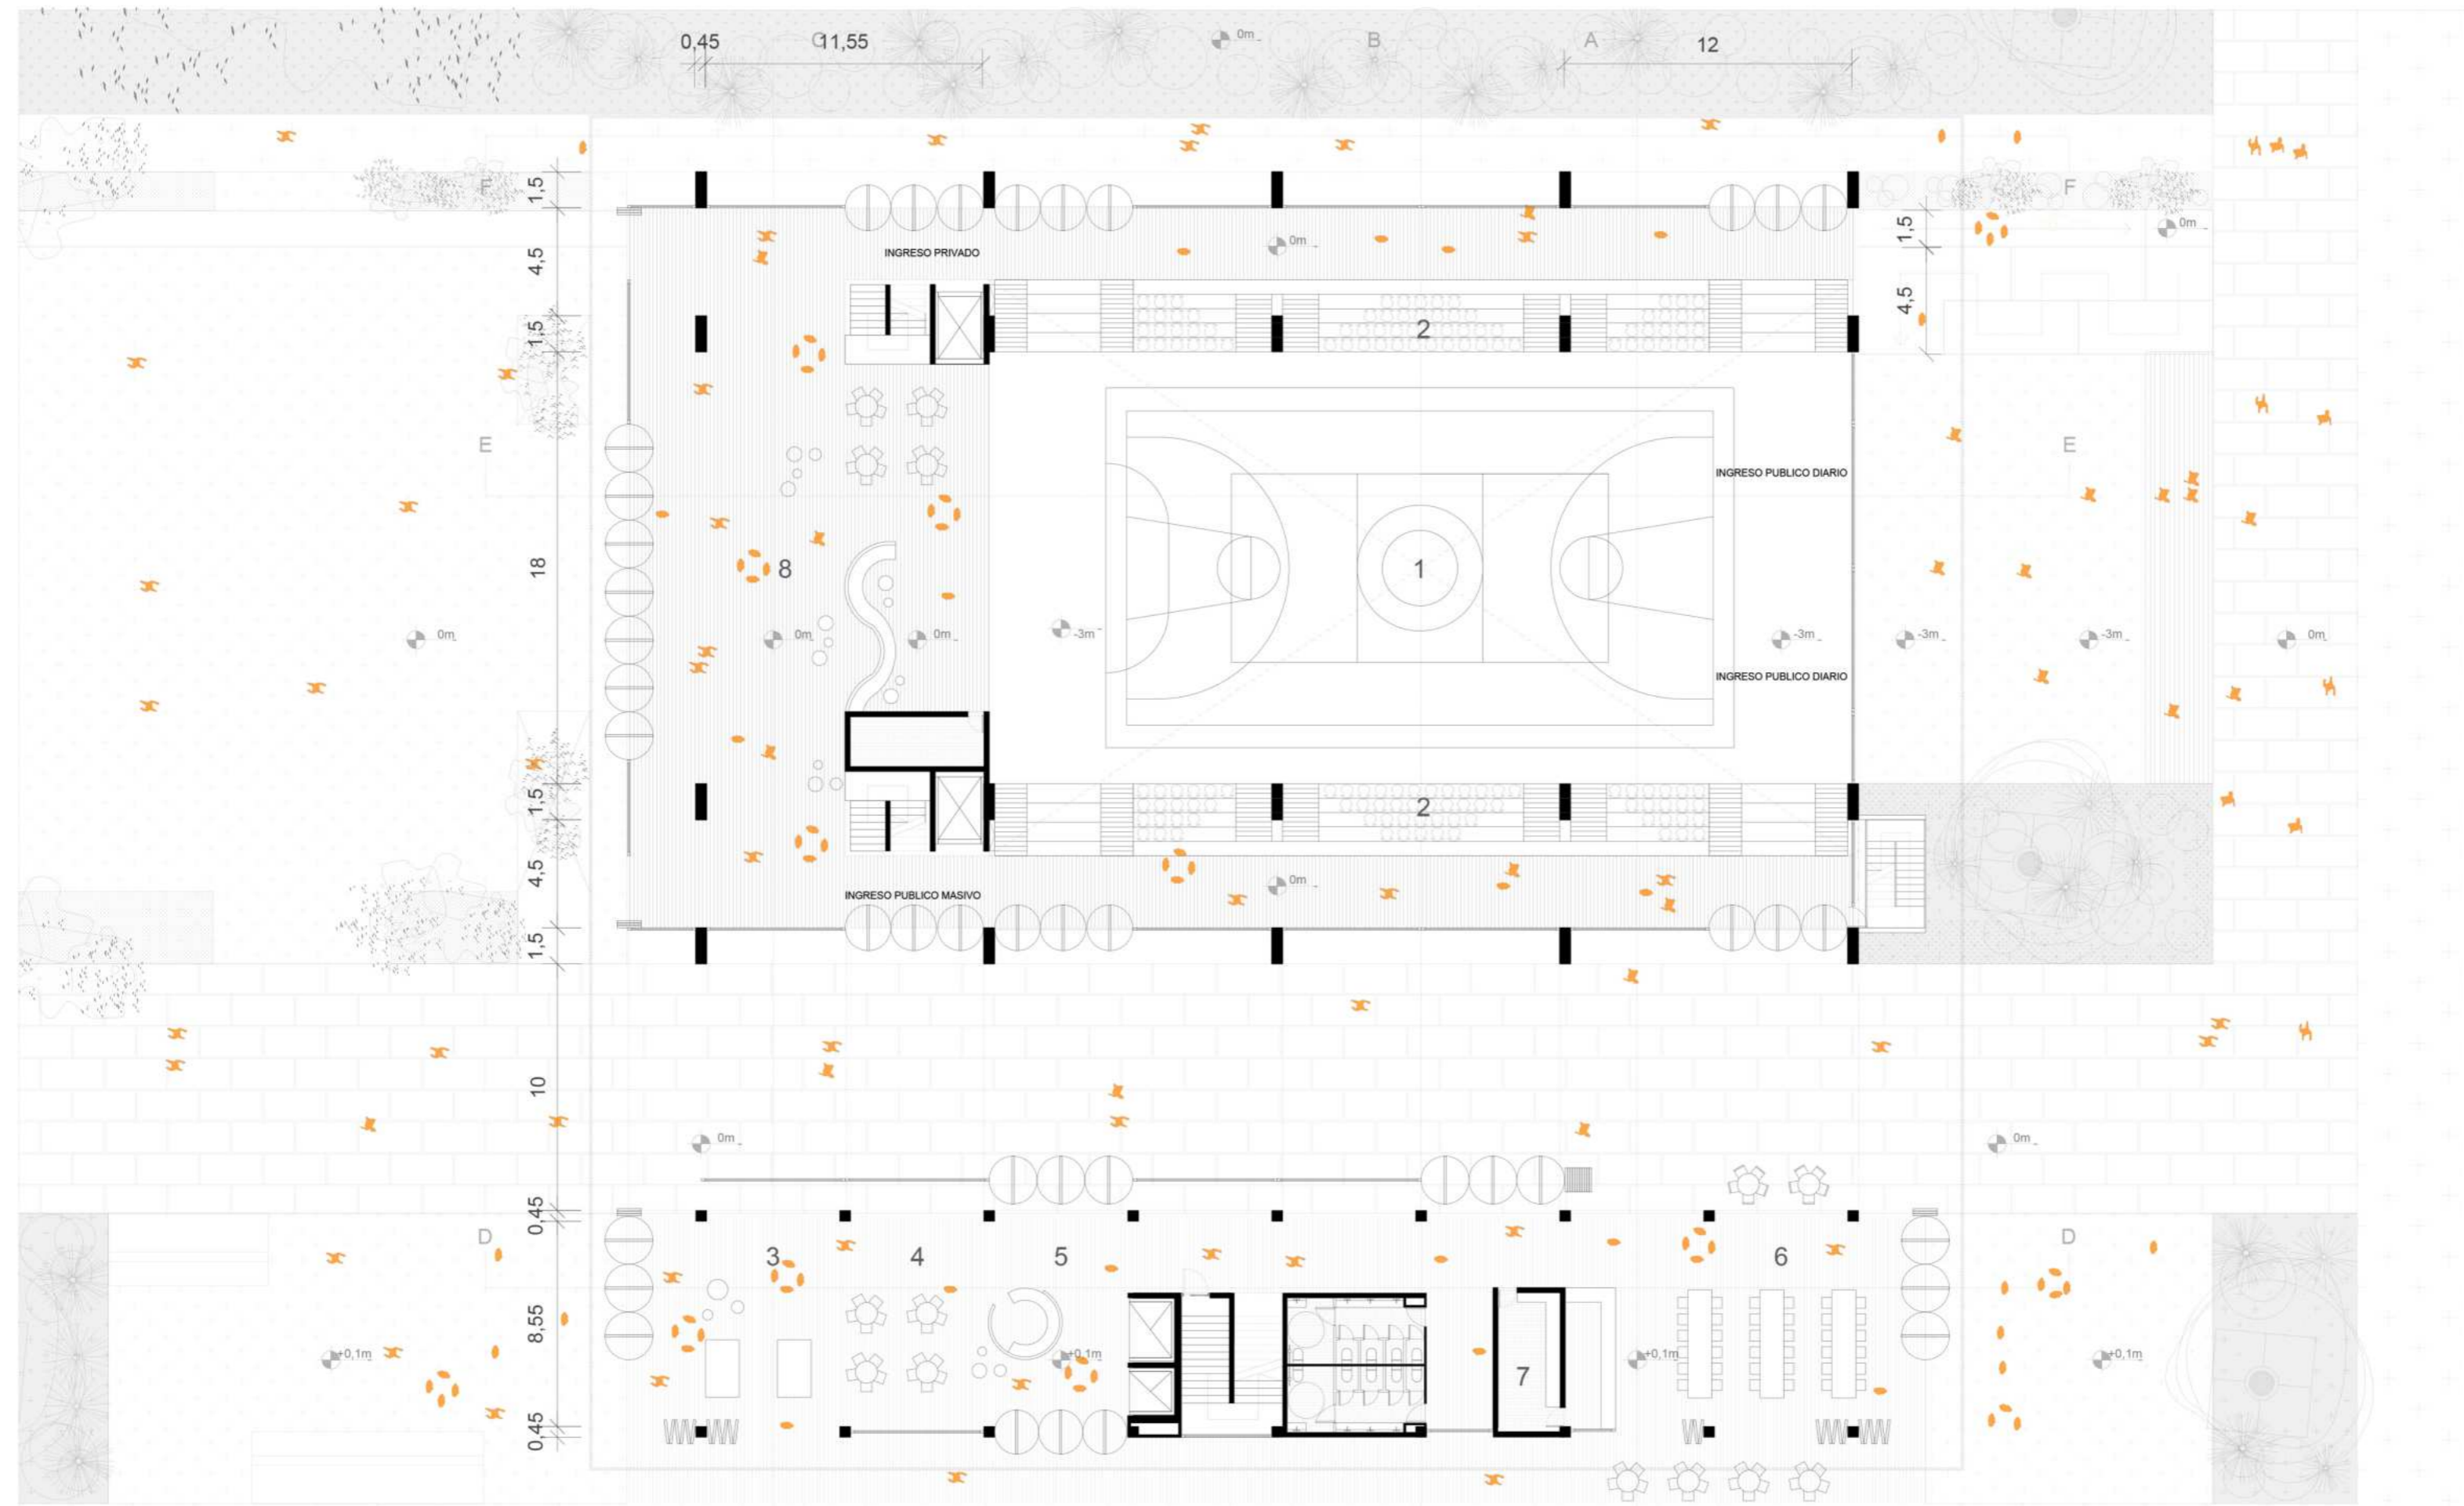 0,45
C
11,55
0m
B
A
12
1,5
F
F
4,5
INGRESO PRIVADO
0m
1,5
0m
1,5
2
4,5
E
INGRESO PUBLICO DIARIO
E
18
8
1
0m
0m
0m
-3m
-3m
-3m
-3m
0m
INGRESO PUBLICO DIARIO
1,5
2
4,5
INGRESO PUBLICO MASIVO
0m
1,5
10
0m
0m
0,45
D
3
4
5
6
D
8,55
+0,1m
+0,1m
+0,1m
+0,1m
7
0,45